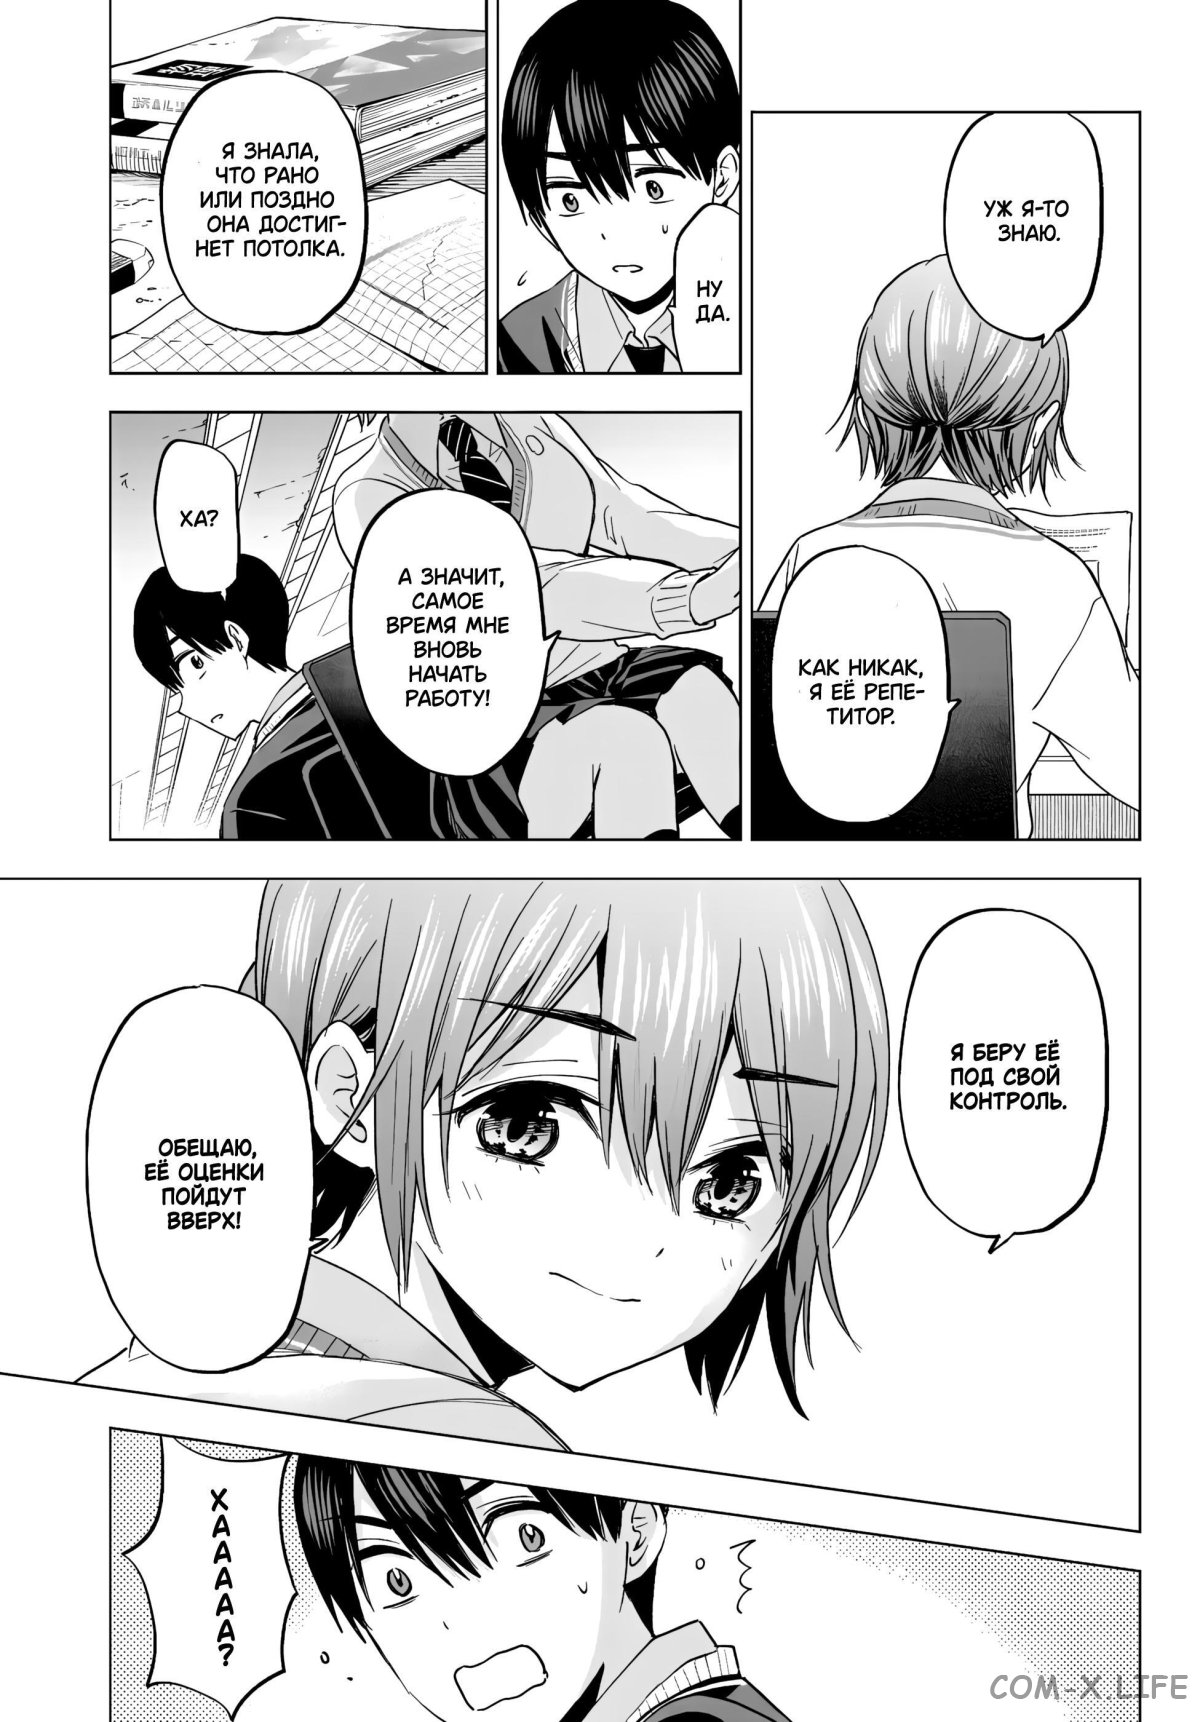 УЖ Я-ТО
ЗНАЮ.
КАК НИКАК,
Я ЕЁ РЕПЕ-
ТИТОР.
НУ
ДА.
Я ЗНАЛА,
ЧТО РАНО
ИЛИ ПОЗДНО
ОНА ДОСТИГ-
НЕТ ПОТОЛКА.
А ЗНАЧИТ,
САМОЕ
ВРЕМЯ МНЕ
ВНОВЬ
НАЧАТЬ
РАБОТУ!
ХА?
Я БЕРУ ЕЁ
ПОД СВОЙ
КОНТРОЛЬ.
ОБЕЩАЮ,
ЕЁ ОЦЕНКИ
ПОЙДУТ
ВВЕРХ!
ХААААА?
COM-X.LIFE